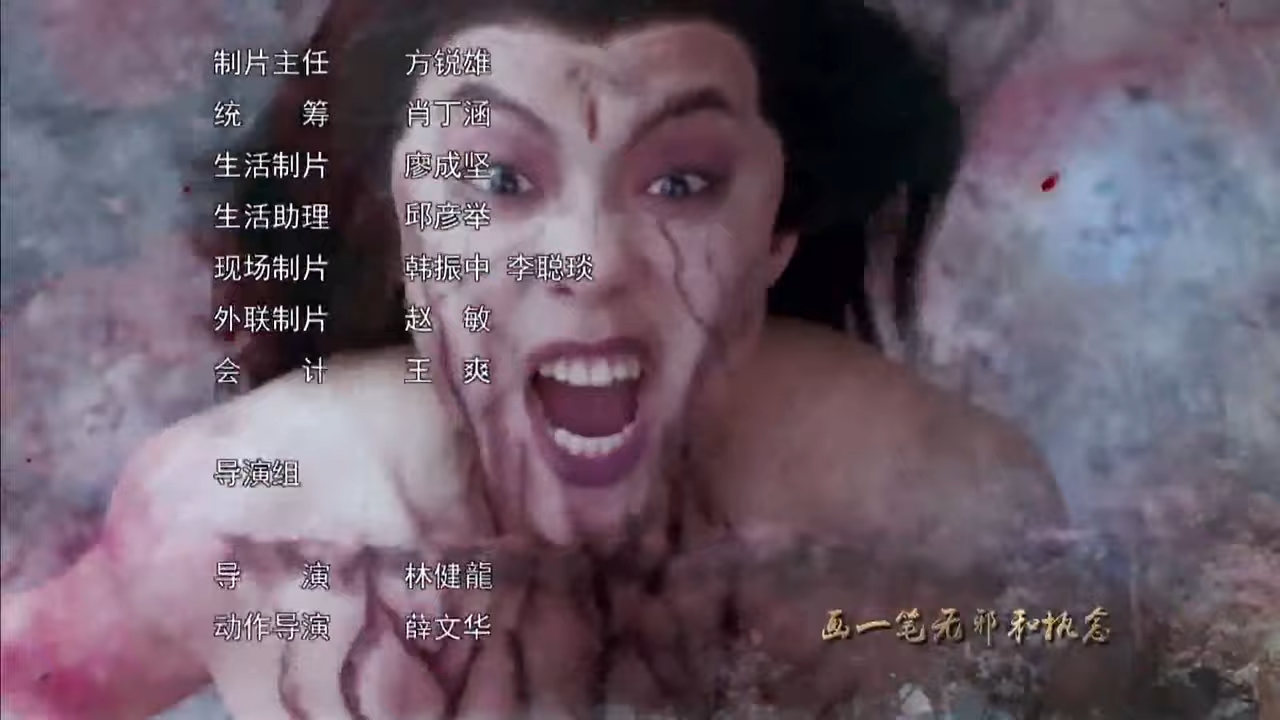 制片主任 方锐雄
统 筹 肖丁涵
生活制片 廖成坚
生活助理 邱彦举
现场制片 韩振中 李聪琰
外联制片 赵 敏
会 计 王 爽
导演组
导 演 林健龍
动作导演 薛文华
画一笔无邪和执念